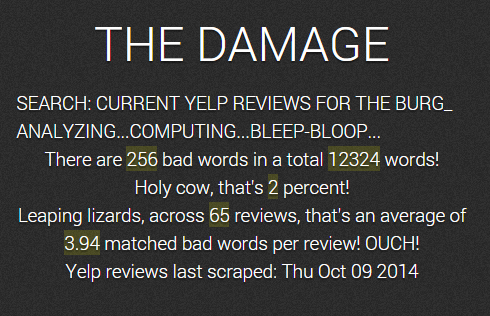 THE DAMAGE
SEARCH: CURRENT YELP REVIEWS FOR THE BURG_
ANALYZING...COMPUTING...BLEEP-BLOOP...
There are 256 bad words in a total 12324 words!
Holy cow, that's 2 percent!
Leaping lizards, across 65 reviews, that's an average of
3.94 matched bad words per review! OUCH!
Yelp reviews last scraped: Thu Oct 09 2014